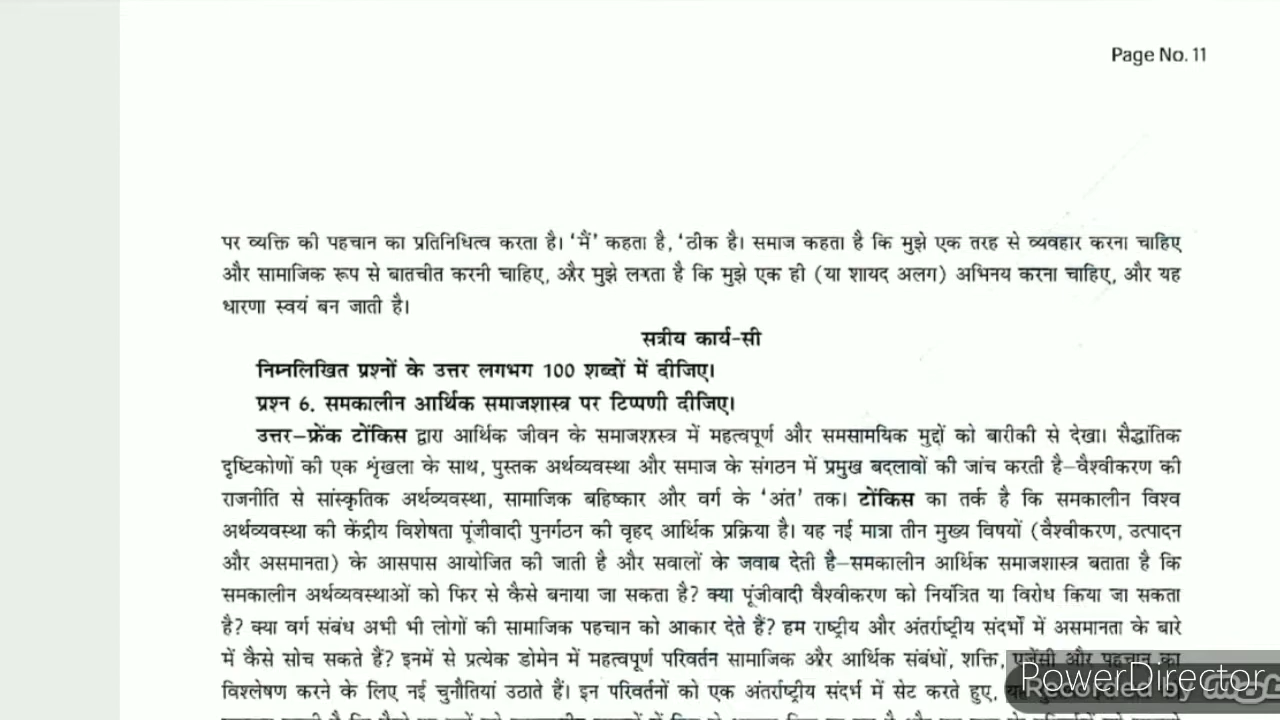 Page No. 11
पर व्यक्ति की पहचान का प्रतिनिधित्व करता है। ‘मैं’ कहता है, ‘ठीक है। समाज कहता है कि मुझे एक तरह से व्यवहार करना चाहिए
और सामाजिक रूप से बातचीत करनी चाहिए, और मुझे लगता है कि मुझे एक ही (या शायद अलग) अभिनय करना चाहिए, और यह
धारणा स्वयं बन जाती है।
सत्रीय कार्य-सी
निम्नलिखित प्रश्नों के उत्तर लगभग 100 शब्दों में दीजिए।
प्रश्न 6. समकालीन आर्थिक समाजशास्त्र पर टिप्पणी दीजिए।
उत्तर–फ्रेंक टोंकिस द्वारा आर्थिक जीवन के समाजशास्त्र में महत्वपूर्ण और समसामयिक मुद्दों को बारीकी से देखा। सैद्धांतिक
दृष्टिकोणों की एक शृंखला के साथ, पुस्तक अर्थव्यवस्था और समाज के संगठन में प्रमुख बदलावों की जांच करती है–वैश्वीकरण की
राजनीति से सांस्कृतिक अर्थव्यवस्था, सामाजिक बहिष्कार और वर्ग के ‘अंत’ तक। टोंकिस का तर्क है कि समकालीन विश्व
अर्थव्यवस्था की केंद्रीय विशेषता पूंजीवादी पुनर्गठन की वृहद आर्थिक प्रक्रिया है। यह नई मात्रा तीन मुख्य विषयों (वैश्वीकरण, उत्पादन
और असमानता) के आसपास आयोजित की जाती है और सवालों के जवाब देती है–समकालीन आर्थिक समाजशास्त्र बताता है कि
समकालीन अर्थव्यवस्थाओं को फिर से कैसे बनाया जा सकता है? क्या पूंजीवादी वैश्वीकरण को नियंत्रित या विरोध किया जा सकता
है? क्या वर्ग संबंध अभी भी लोगों की सामाजिक पहचान को आकार देते हैं? हम राष्ट्रीय और अंतर्राष्ट्रीय संदर्भों में असमानता के बारे
में कैसे सोच सकते हैं? इनमें से प्रत्येक डोमेन में महत्वपूर्ण परिवर्तन सामाजिक और आर्थिक संबंधों, शक्ति, एजेंसी और पहचान का
विश्लेषण करने के लिए नई चुनौतियां उठाते हैं। इन परिवर्तनों को एक अंतर्राष्ट्रीय संदर्भ में सेट करते हुए,
PowerDirector
Recorded by